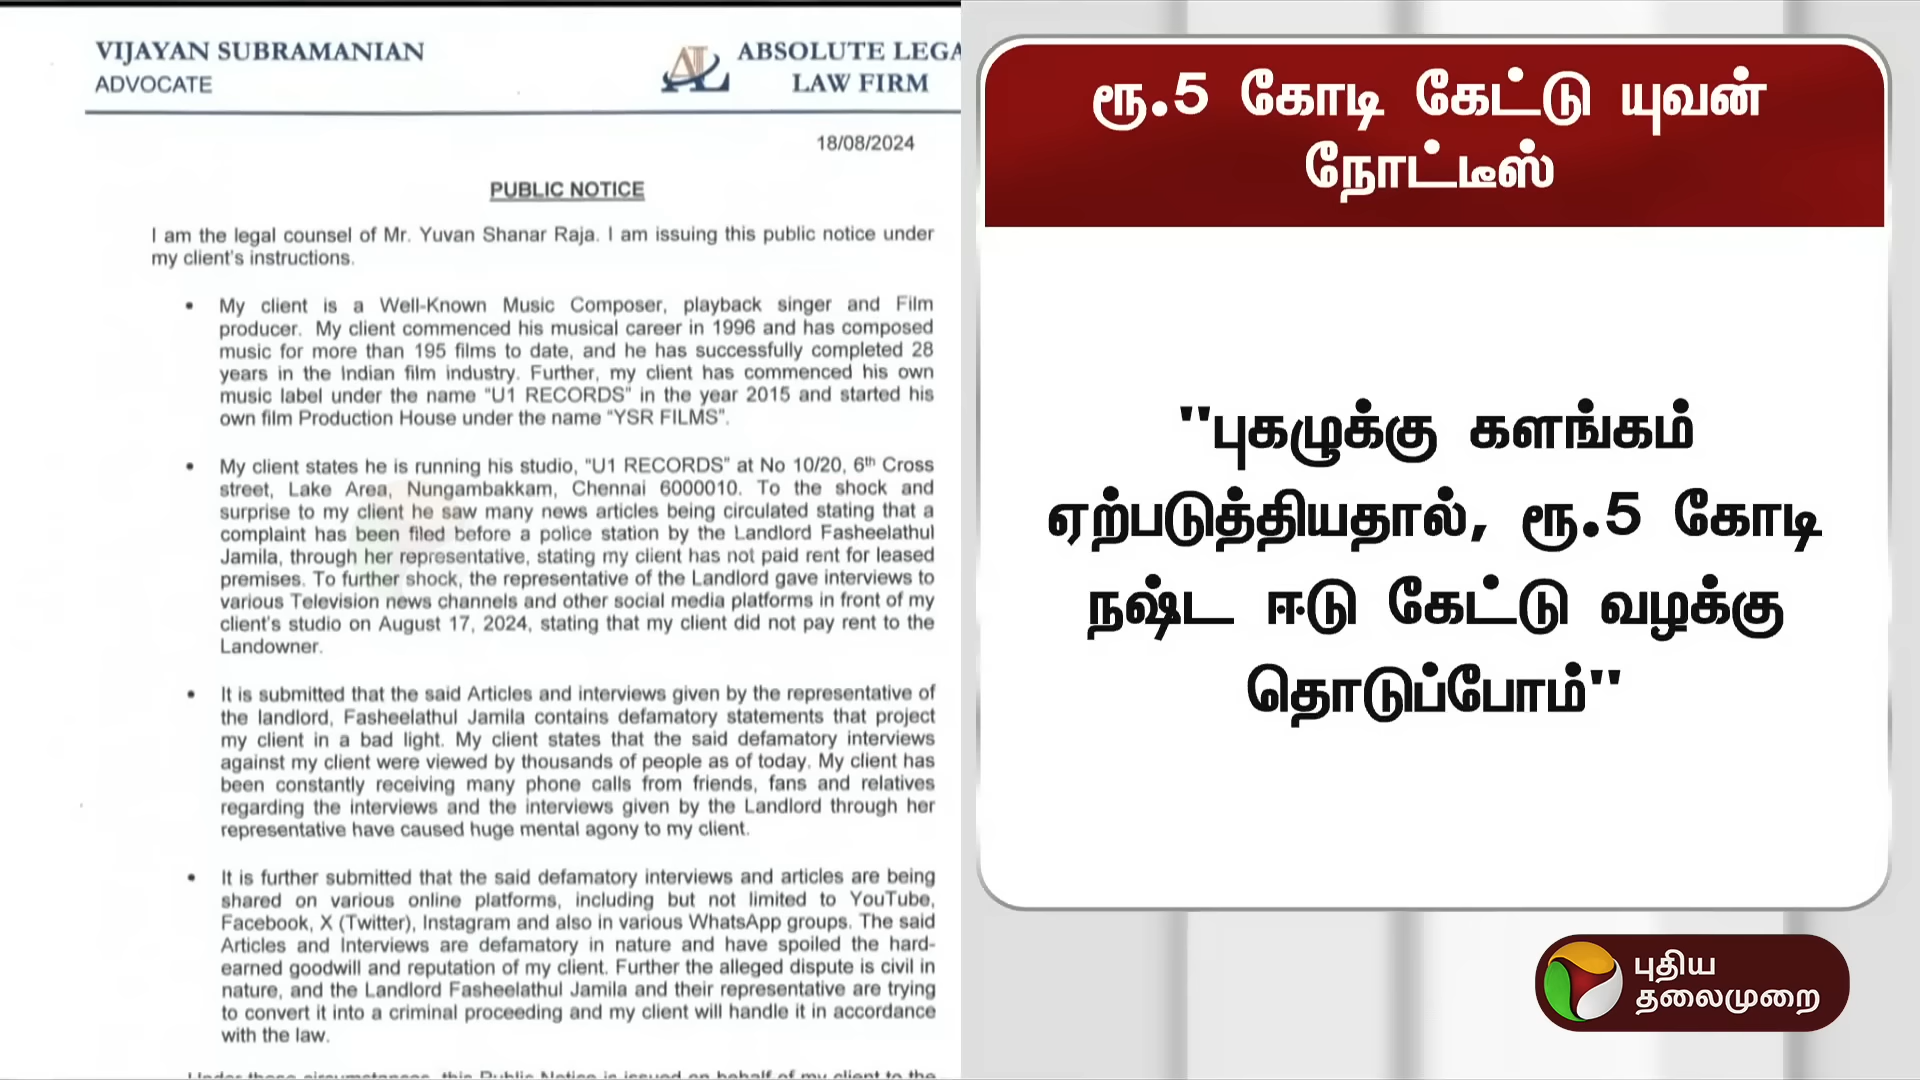 VIJAYAN SUBRAMANIAN
ADVOCATE
ABSOLUTE LEGA
LAW FIRM
18/08/2024
PUBLIC NOTICE
I am the legal counsel of Mr. Yuvan Shanar Raja. I am issuing this public notice under
my client's instructions.
• My client is a Well-Known Music Composer, playback singer and Film
producer. My client commenced his musical career in 1996 and has composed
music for more than 195 films to date, and he has successfully completed 28
years in the Indian film industry. Further, my client has commenced his own
music label under the name “U1 RECORDS” in the year 2015 and started his
own film Production House under the name “YSR FILMS”.
• My client states he is running his studio, “U1 RECORDS” at No 10/20, 6th Cross
street, Lake Area, Nungambakkam, Chennai 6000010. To the shock and
surprise to my client he saw many news articles being circulated stating that a
complaint has been filed before a police station by the Landlord Fasheelathul
Jamila, through her representative, stating my client has not paid rent for leased
premises. To further shock, the representative of the Landlord gave interviews to
various Television news channels and other social media platforms in front of my
client's studio on August 17, 2024, stating that my client did not pay rent to the
Landowner.
• It is submitted that the said Articles and interviews given by the representative of
the landlord, Fasheelathul Jamila contains defamatory statements that project
my client in a bad light. My client states that the said defamatory interviews
against my client were viewed by thousands of people as of today. My client has
been constantly receiving many phone calls from friends, fans and relatives
regarding the interviews and the interviews given by the Landlord through her
representative have caused huge mental agony to my client.
• It is further submitted that the said defamatory interviews and articles are being
shared on various online platforms, including but not limited to YouTube,
Facebook, X (Twitter), Instagram and also in various WhatsApp groups. The said
Articles and Interviews are defamatory in nature and have spoiled the hard-
earned goodwill and reputation of my client. Further the alleged dispute is civil in
nature, and the Landlord Fasheelathul Jamila and their representative are trying
to convert it into a criminal proceeding and my client will handle it in accordance
with the law.
Under these circumstances, this Public Notice is issued on behalf of my client to the
ரூ.5 கோடி கேட்டு யுவன்
நோட்டீஸ்
"புகழுக்கு களங்கம்
ஏற்படுத்தியதால், ரூ.5 கோடி
நஷ்ட ஈடு கேட்டு வழக்கு
தொடுப்போம்"
புதிய
தலைமுறை